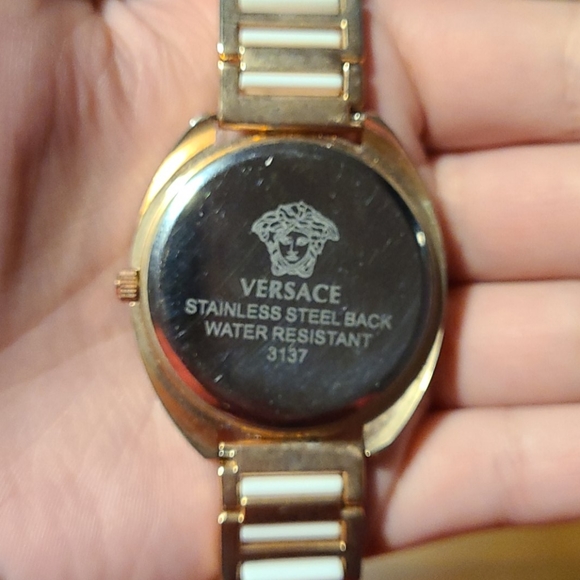 VERSACE
STAINLESS STEEL BACK
WATER RESISTANT
3137